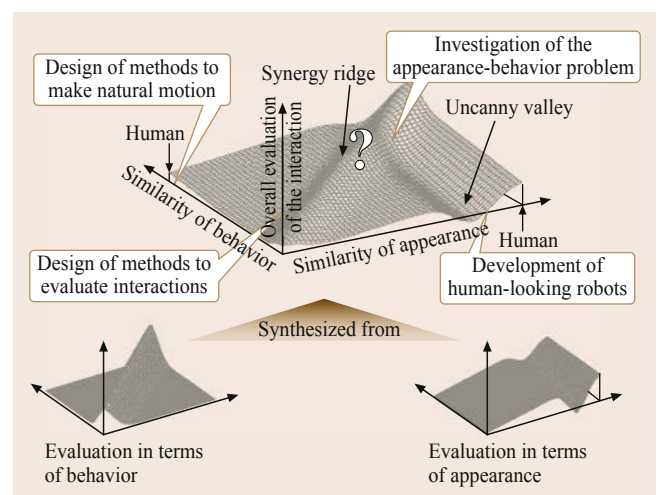 Design of methods to
make natural motion
Synergy ridge
Investigation of the
appearance-behavior problem
Uncanny valley
Human
?
Overall evaluation
of the interaction
Similarity of behavior
Similarity of appearance
Human
Design of methods to
evaluate interactions
Development of
human-looking robots
Synthesized from
Evaluation in terms
of behavior
Evaluation in terms
of appearance